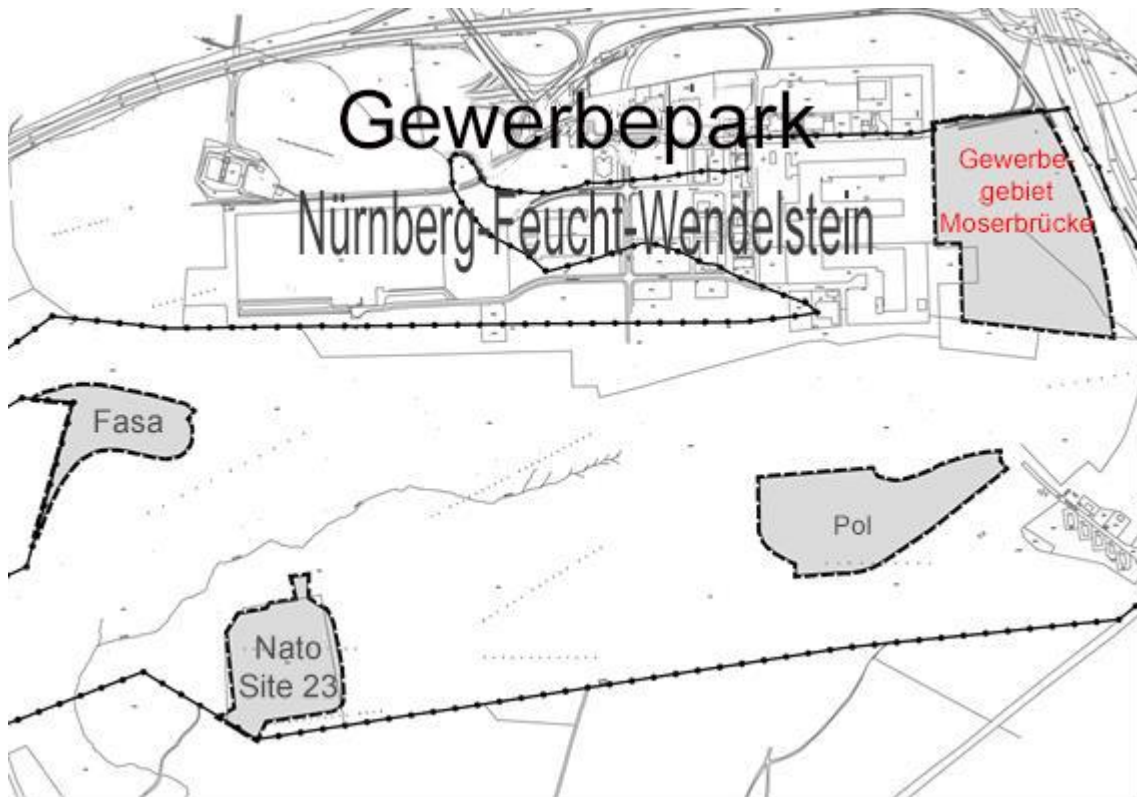 Gewerbepark
Nürnberg-Feucht-Wendelstein
Gewerbe-
gebiet
Moserbrücke
Fasa
Pol
Nato
Site 23